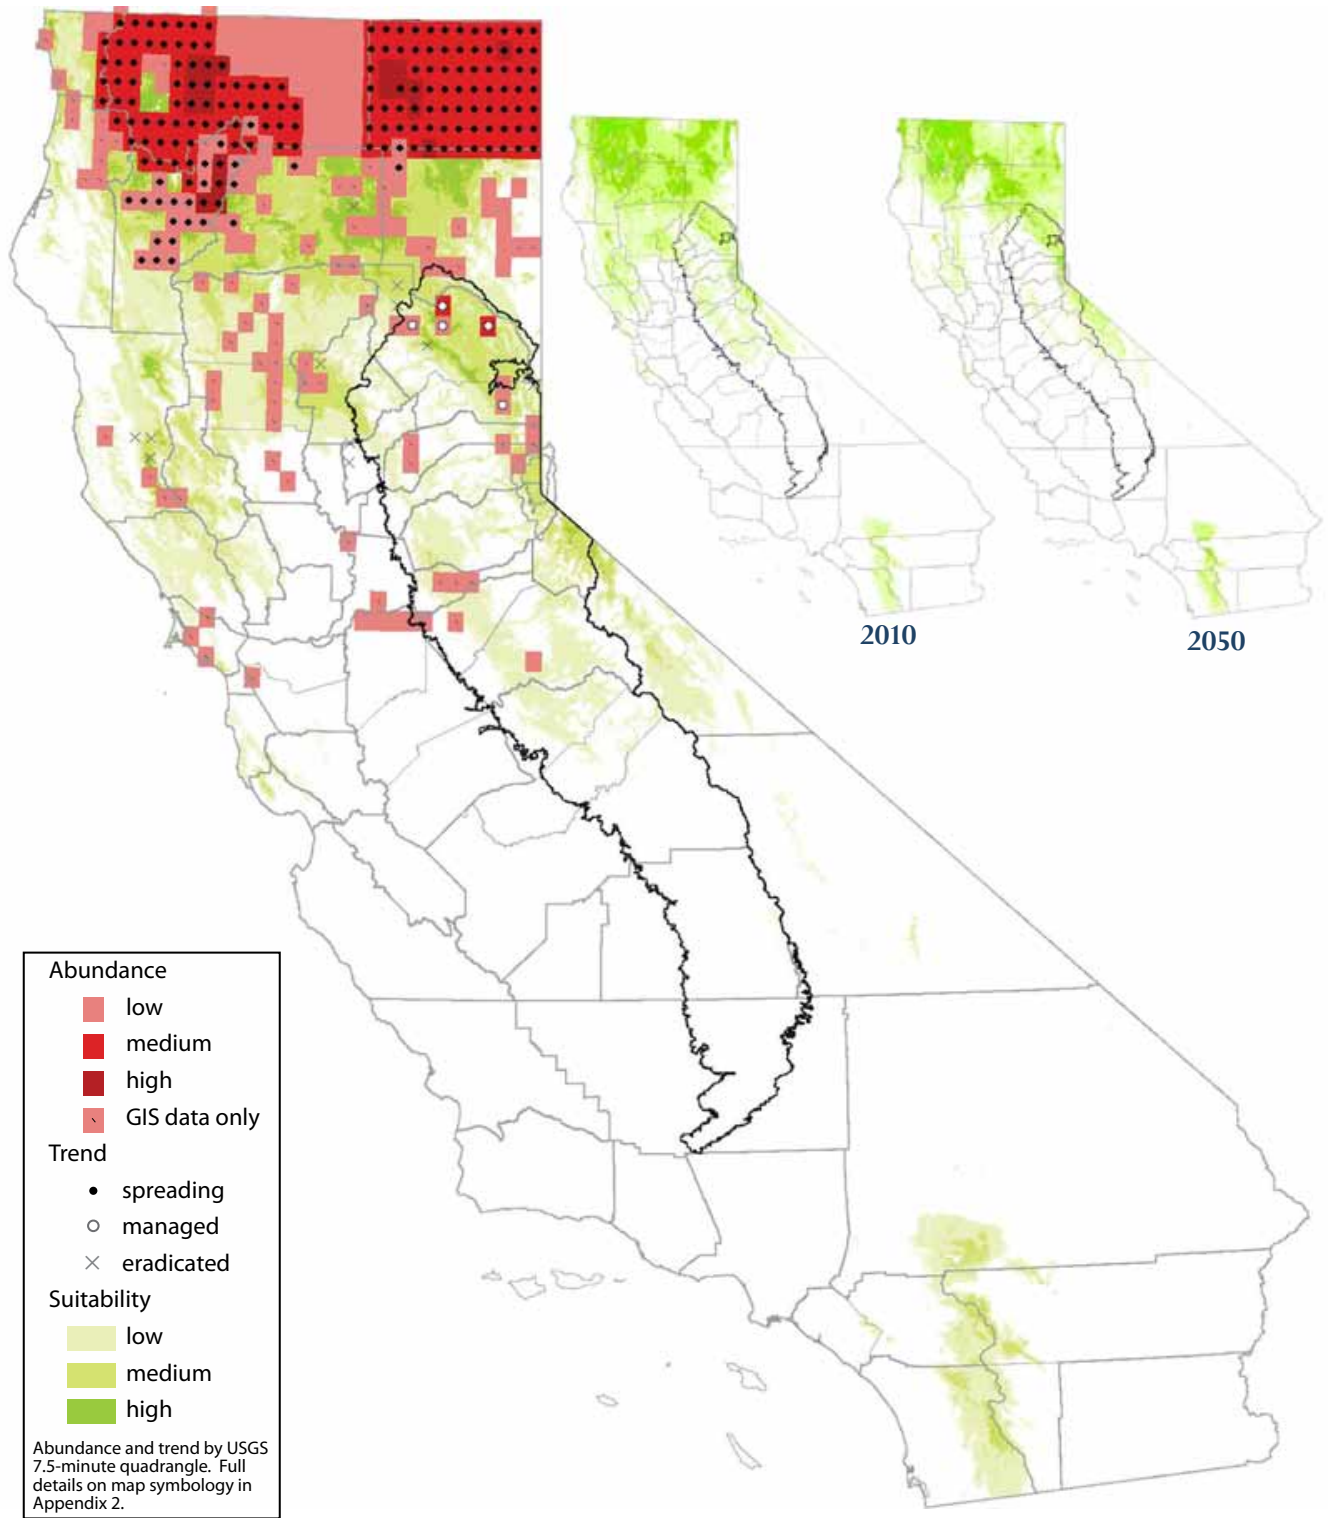 2010
2050
Abundance
low
medium
high
GIS data only
Trend
spreading
managed
eradicated
Suitability
low
medium
high
Abundance and trend by USGS
7.5-minute quadrangle. Full
details on map symbology in
Appendix 2.